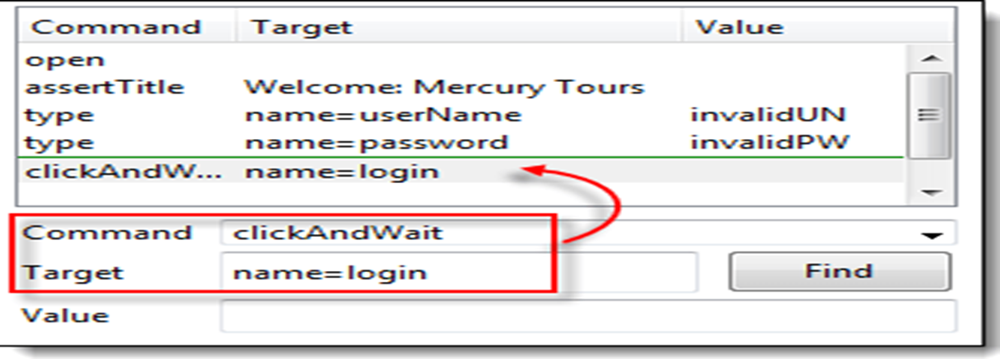 Command Target Value
open
assertTitle Welcome: Mercury Tours
type name=userName invalidUN
type name=password invalidPW
clickAndW... name=login
Command clickAndWait
Target name=login Find
Value